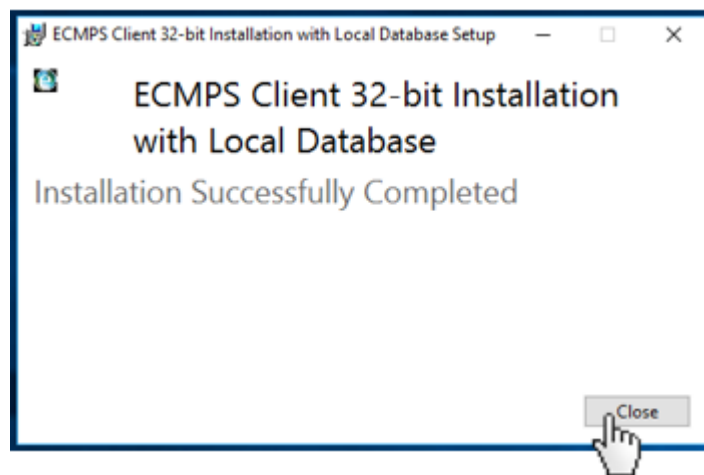 ECMPS Client 32-bit Installation with Local Database Setup
ECMPS Client 32-bit Installation
with Local Database
Installation Successfully Completed
Close